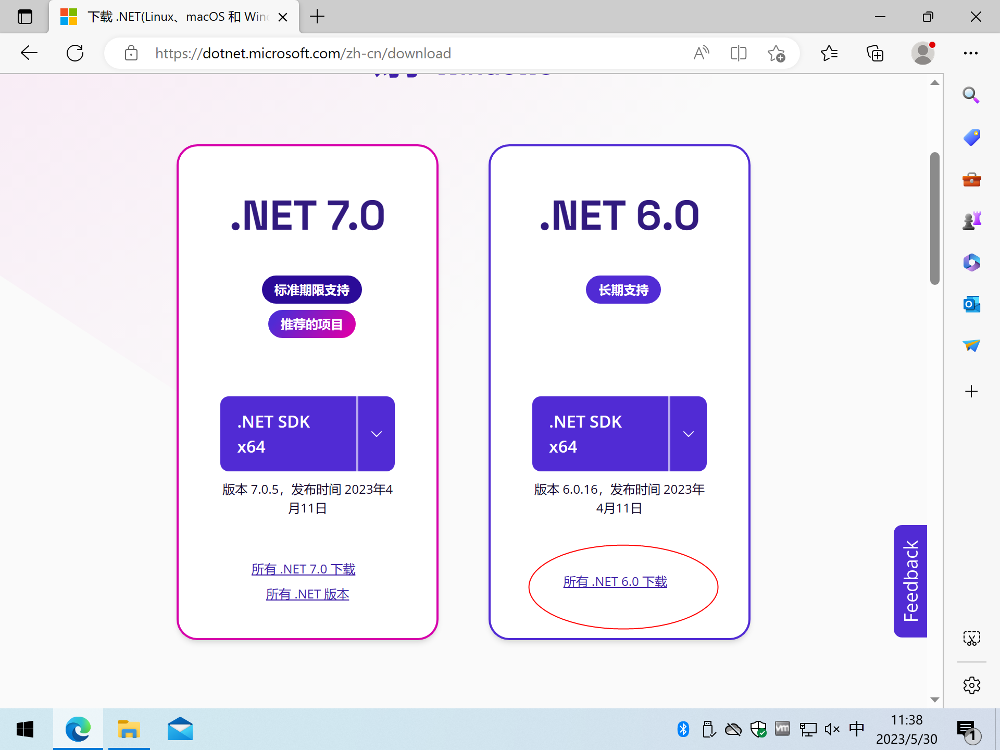 下载 .NET(Linux、macOS 和 Win
https://dotnet.microsoft.com/zh-cn/download
.NET 7.0
标准期限支持
推荐的项目
.NET SDK
x64
版本 7.0.5，发布时间 2023年4
月11日
所有 .NET 7.0 下载
所有 .NET 版本
.NET 6.0
长期支持
.NET SDK
x64
版本 6.0.16，发布时间 2023年
4月11日
所有 .NET 6.0 下载
Feedback
中
11:38
2023/5/30
1